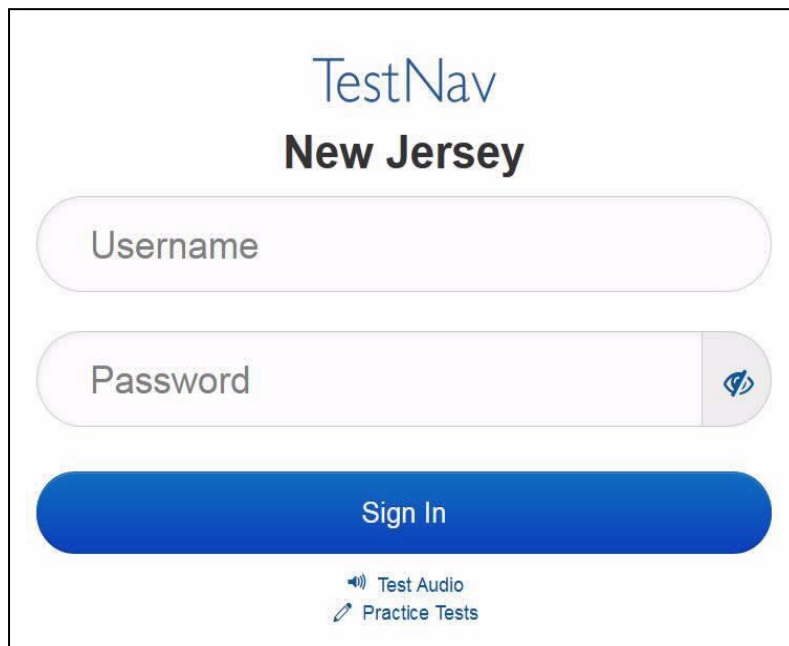 TestNav
New Jersey
Username
Password
Sign In
Test Audio
Practice Tests